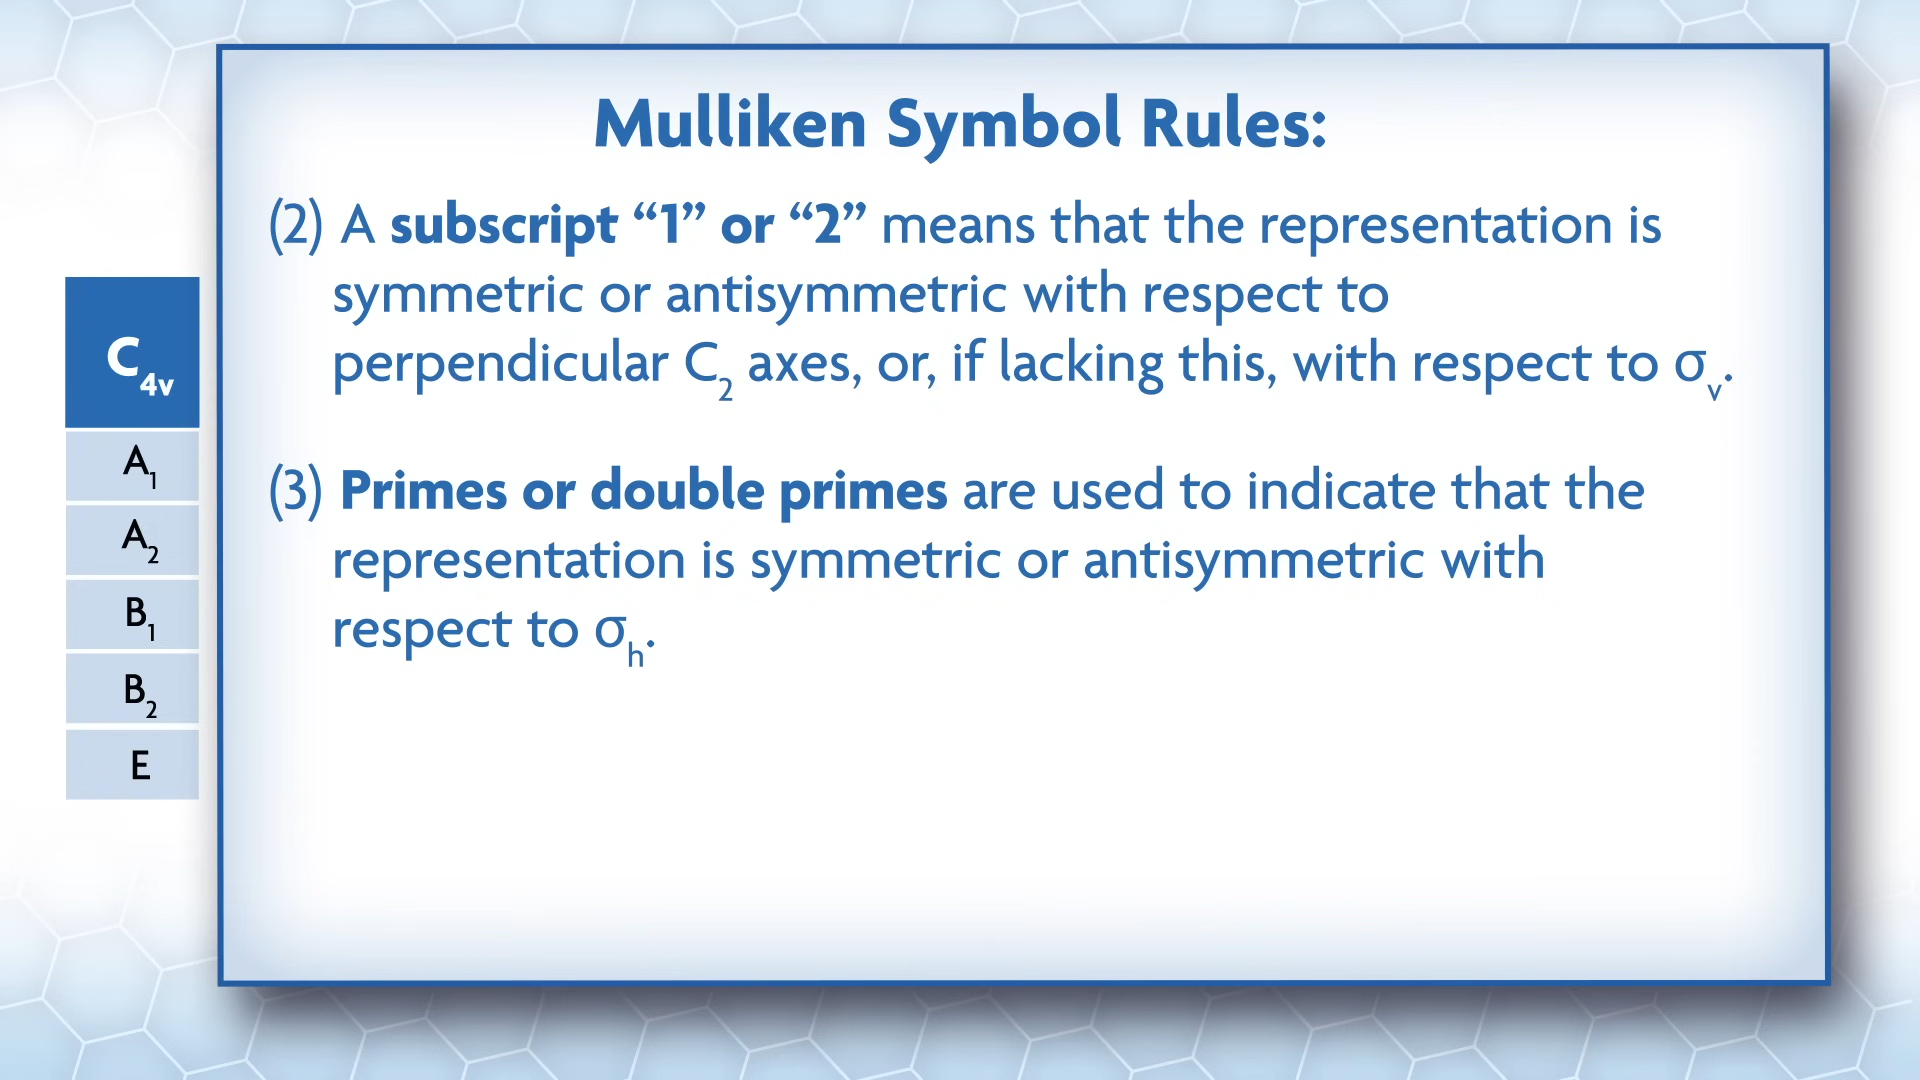 Mulliken Symbol Rules:
(2) A subscript “1” or “2” means that the representation is
symmetric or antisymmetric with respect to
perpendicular C₂ axes, or, if lacking this, with respect to σᵥ.
(3) Primes or double primes are used to indicate that the
representation is symmetric or antisymmetric with
respect to σₕ.
C₄ᵥ
A₁
A₂
B₁
B₂
E